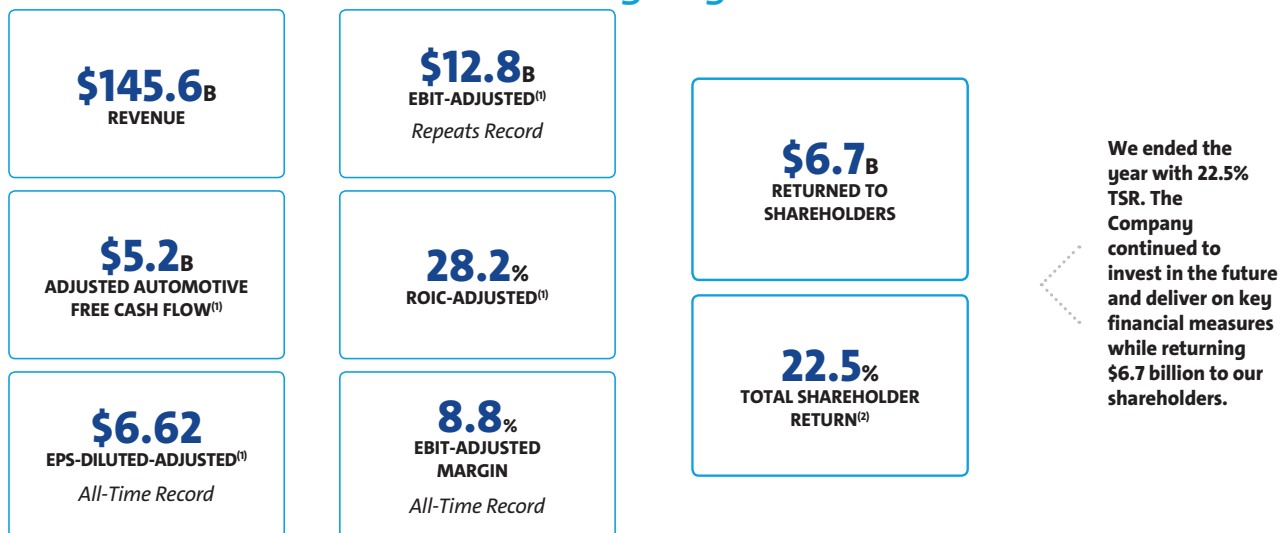 $145.6B
REVENUE
$12.8B
EBIT-ADJUSTED(1)
Repeats Record
$5.2B
ADJUSTED AUTOMOTIVE
FREE CASH FLOW(1)
28.2%
ROIC-ADJUSTED(1)
$6.62
EPS-DILUTED-ADJUSTED(1)
All-Time Record
8.8%
EBIT-ADJUSTED
MARGIN
All-Time Record
$6.7B
RETURNED TO
SHAREHOLDERS
22.5%
TOTAL SHAREHOLDER
RETURN(2)
We ended the
year with 22.5%
TSR. The
Company
continued to
invest in the future
and deliver on key
financial measures
while returning
$6.7 billion to our
shareholders.